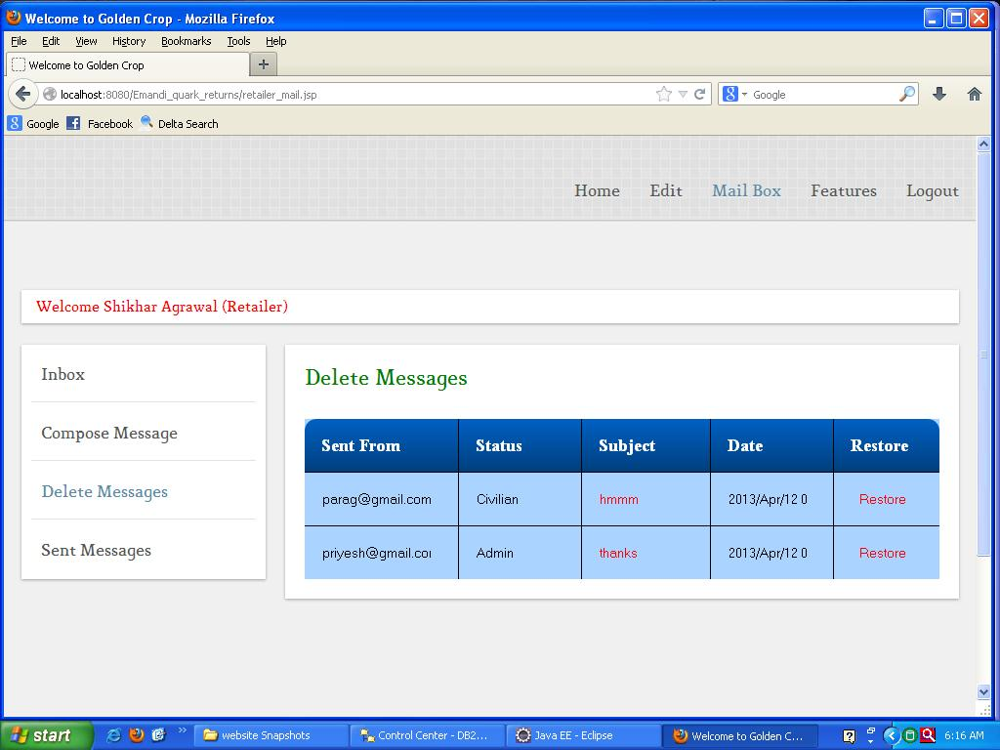 Welcome to Golden Crop - Mozilla Firefox
File Edit View History Bookmarks Tools Help
Welcome to Golden Crop +
localhost:8080/Emandi_quark_returns/retailer_mail.jsp Google
Google Facebook Delta Search
Home Edit Mail Box Features Logout
Welcome Shikhar Agrawal (Retailer)
Inbox
Compose Message
Delete Messages
Sent Messages
Delete Messages
Sent From Status Subject Date Restore
parag@gmail.com Civilian hmmm 2013/Apr/12 0 Restore
priyesh@gmail.coı Admin thanks 2013/Apr/12 0 Restore
start website Snapshots Control Center - DB2... Java EE - Eclipse Welcome to Golden C... 6:16 AM